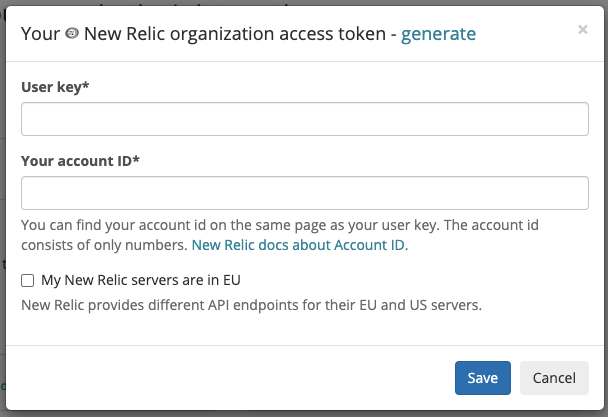 Your New Relic organization access token - generate
×
User key*
Your account ID*
You can find your account id on the same page as your user key. The account id
consists of only numbers. New Relic docs about Account ID.
My New Relic servers are in EU
New Relic provides different API endpoints for their EU and US servers.
Save
Cancel